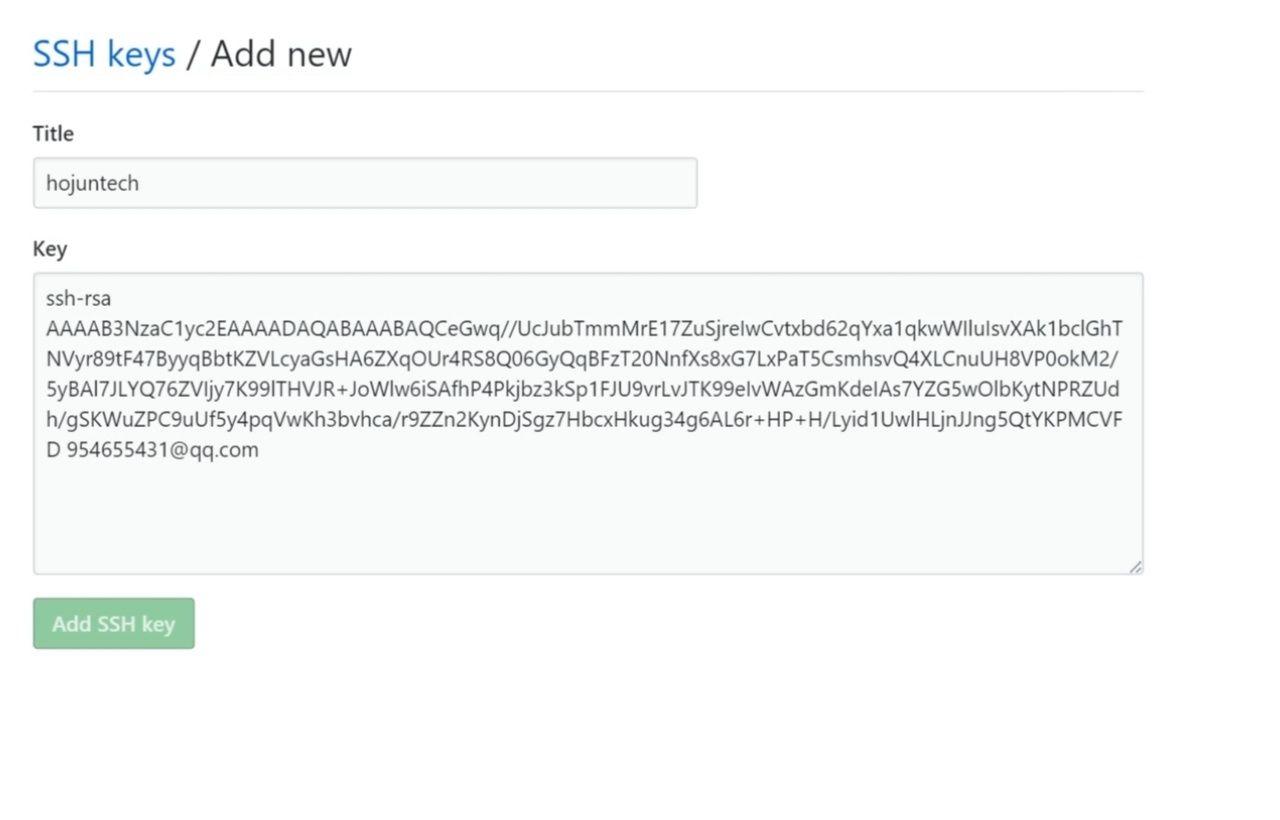 SSH keys / Add new
Title
hojuntech
Key
ssh-rsa
AAAAB3NzaC1yc2EAAAADAQABAAABAQCeGwq//UcJubTmmMrE17ZuSjreIwCvtxbd62qYxa1qkwWIluIsvXAk1bclGhT
NVyr89tF47ByyqBbtKZVLcyaGsHA6ZXqOUr4RS8Q06GyQqBFzT20NnfXs8xG7LxPaT5CsmhsvQ4XLCnuUH8VP0okM2/
5yBAl7JLYQ76ZVIjy7K99lTHVJR+JoWlw6iSAfhP4Pkjbz3kSp1FJU9vrLvJTK99eIvWAzGmKdeIAs7YZG5wOlbKytNPRZUd
h/gSKWuZPC9uUf5y4pqVwKh3bvhca/r9ZZn2KynDjSgz7HbcxHkug34g6AL6r+HP+H/Lyid1UwlHLjnJJng5QtYKPMCVF
D 954655431@qq.com
Add SSH key